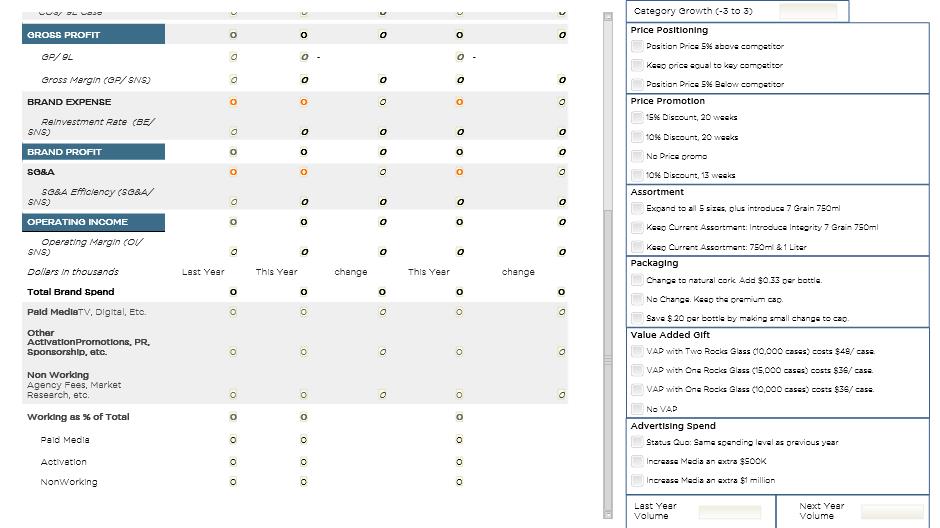 COGS/ 9L Case 0 0 0 0 0
GROSS PROFIT 0 0 0 0 0
GP/ 9L 0 0 - 0 -
Gross Margin (GP/ SNS) 0 0 0 0 0
BRAND EXPENSE 0 0 0 0 0
Reinvestment Rate (BE/
SNS) 0 0 0 0 0
BRAND PROFIT 0 0 0 0 0
SG&A 0 0 0 0 0
SG&A Efficiency (SG&A/
SNS) 0 0 0 0 0
OPERATING INCOME 0 0 0 0 0
Operating Margin (OI/
SNS) 0 0 0 0 0
Dollars in thousands Last Year This Year change This Year change
Total Brand Spend 0 0 0 0 0
Paid MediaTV, Digital, Etc. 0 0 0 0 0
Other
ActivationPromotions, PR,
Sponsorship, etc. 0 0 0 0 0
Non Working
Agency Fees, Market
Research, etc. 0 0 0 0 0
Working as % of Total 0 0 0
Paid Media 0 0 0
Activation 0 0 0
NonWorking 0 0 0
Category Growth (-3 to 3)
Price Positioning
Position Price 5% above competitor
Keep price equal to key competitor
Position Price 5% Below competitor
Price Promotion
15% Discount, 20 weeks
10% Discount, 20 weeks
No Price promo
10% Discount, 13 weeks
Assortment
Expand to all 5 sizes, plus introduce 7 Grain 750ml
Keep Current Assortment: Introduce Integrity 7 Grain 750ml
Keep Current Assortment: 750ml & 1 Liter
Packaging
Change to natural cork. Add $0.33 per bottle.
No Change. Keep the premium cap.
Save $.20 per bottle by making small change to cap.
Value Added Gift
VAP with Two Rocks Glass (10,000 cases) costs $48/ case.
VAP with One Rocks Glass (15,000 cases) costs $36/ case.
VAP with One Rocks Glass (10,000 cases) costs $36/ case.
No VAP
Advertising Spend
Status Quo: Same spending level as previous year
Increase Media an extra $500K
Increase Media an extra $1 million
Last Year
Volume
Next Year
Volume